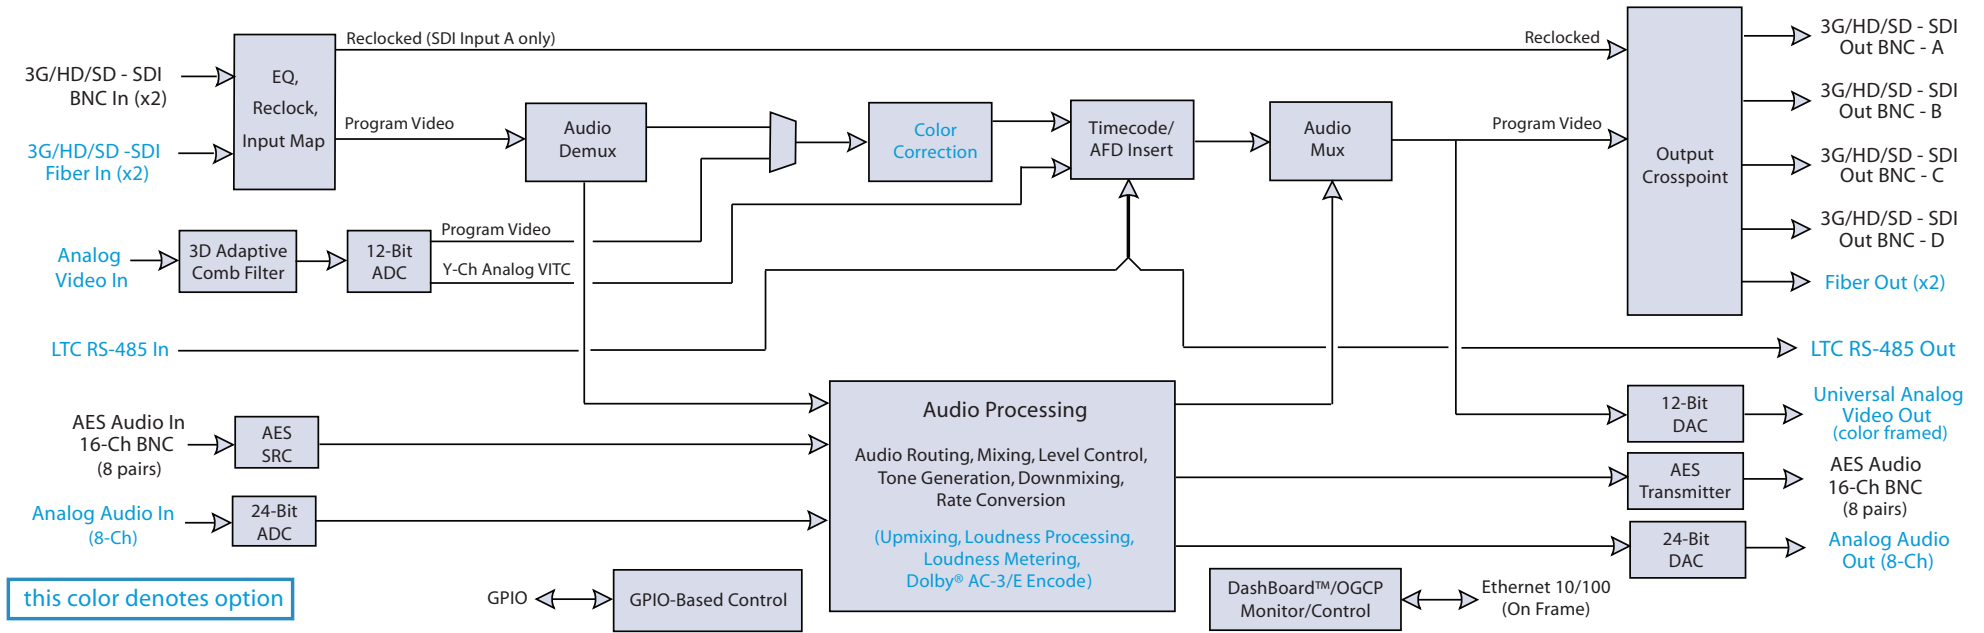 3G/HD/SD - SDI
BNC In (x2)
3G/HD/SD -SDI
Fiber In (x2)
EQ,
Reclock,
Input Map
Reclocked (SDI Input A only)
Reclocked
Program Video
Audio
Demux
Color
Correction
Timecode/
AFD Insert
Audio
Mux
Program Video
Output
Crosspoint
3G/HD/SD - SDI
Out BNC - A
3G/HD/SD - SDI
Out BNC - B
3G/HD/SD - SDI
Out BNC - C
3G/HD/SD - SDI
Out BNC - D
Fiber Out (x2)
Analog
Video In
3D Adaptive
Comb Filter
12-Bit
ADC
Program Video
Y-Ch Analog VITC
LTC RS-485 In
LTC RS-485 Out
AES Audio In
16-Ch BNC
(8 pairs)
AES
SRC
Analog Audio In
(8-Ch)
24-Bit
ADC
Audio Processing
Audio Routing, Mixing, Level Control,
Tone Generation, Downmixing,
Rate Conversion
(Upmixing, Loudness Processing,
Loudness Metering,
Dolby® AC-3/E Encode)
12-Bit
DAC
Universal Analog
Video Out
(color framed)
AES
Transmitter
AES Audio
16-Ch BNC
(8 pairs)
24-Bit
DAC
Analog Audio
Out (8-Ch)
this color denotes option
GPIO
GPIO-Based Control
DashBoard™/OGCP
Monitor/Control
Ethernet 10/100
(On Frame)